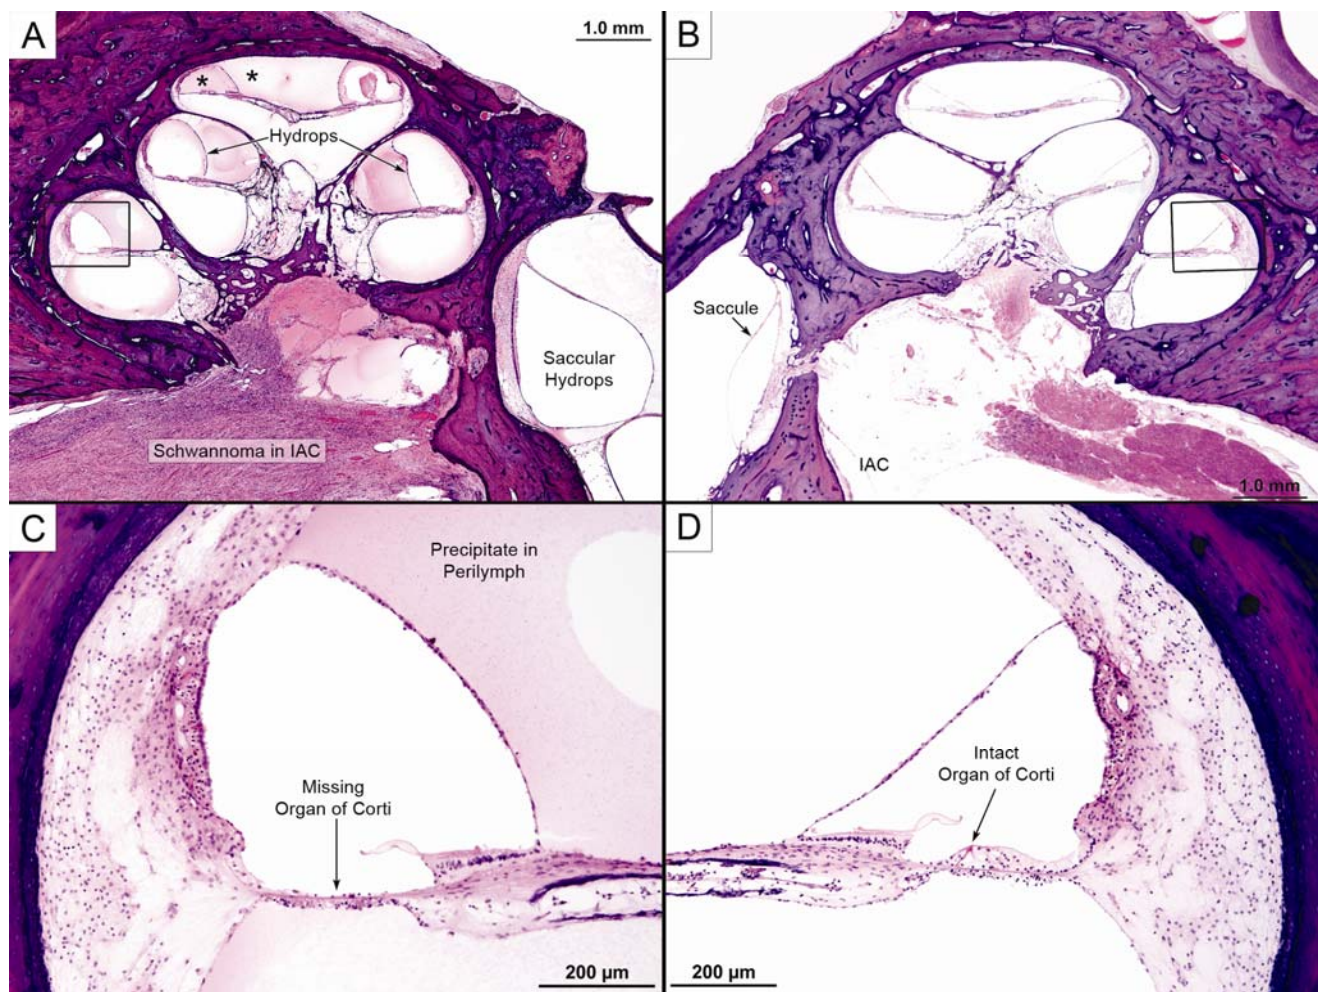 A
1.0 mm
* *
Hydrops
Saccular
Hydrops
Schwannoma in IAC
B
Saccule
IAC
1.0 mm
C
Precipitate in
Perilymph
Missing
Organ of Corti
200 µm
D
Intact
Organ of Corti
200 µm